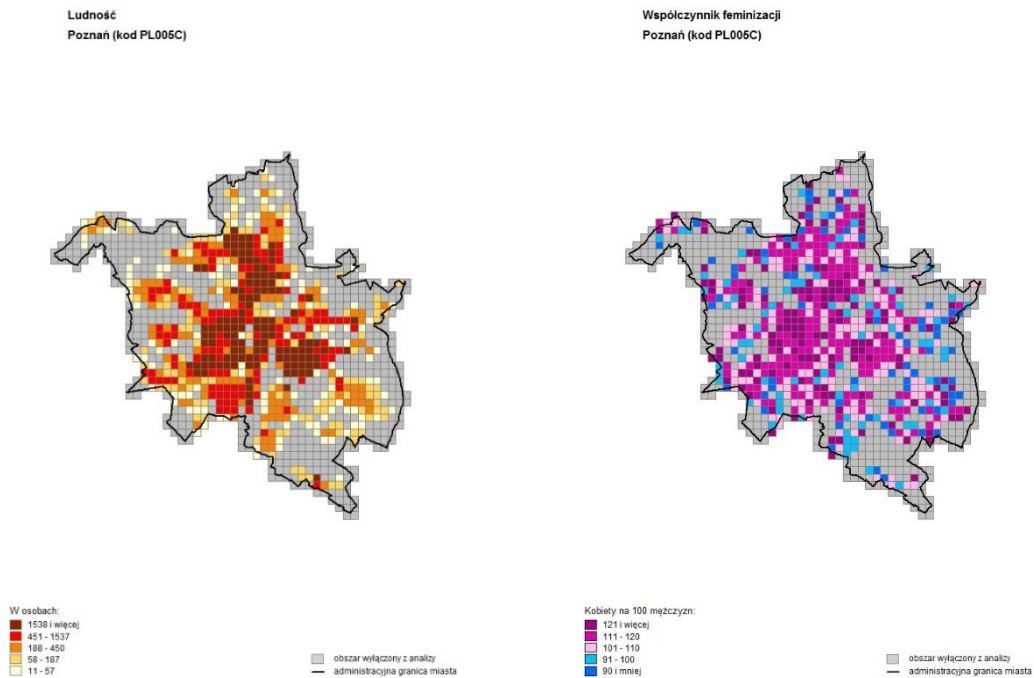 Ludność
Poznań (kod PL005C)
Współczynnik feminizacji
Poznań (kod PL005C)
W osobach:
1538 i więcej
451 - 1537
188 - 450
58 - 187
11 - 57
obszar wyłączony z analizy
administracyjna granica miasta
Kobiety na 100 mężczyzn:
121 i więcej
111 - 120
101 - 110
91 - 100
90 i mniej
obszar wyłączony z analizy
administracyjna granica miasta